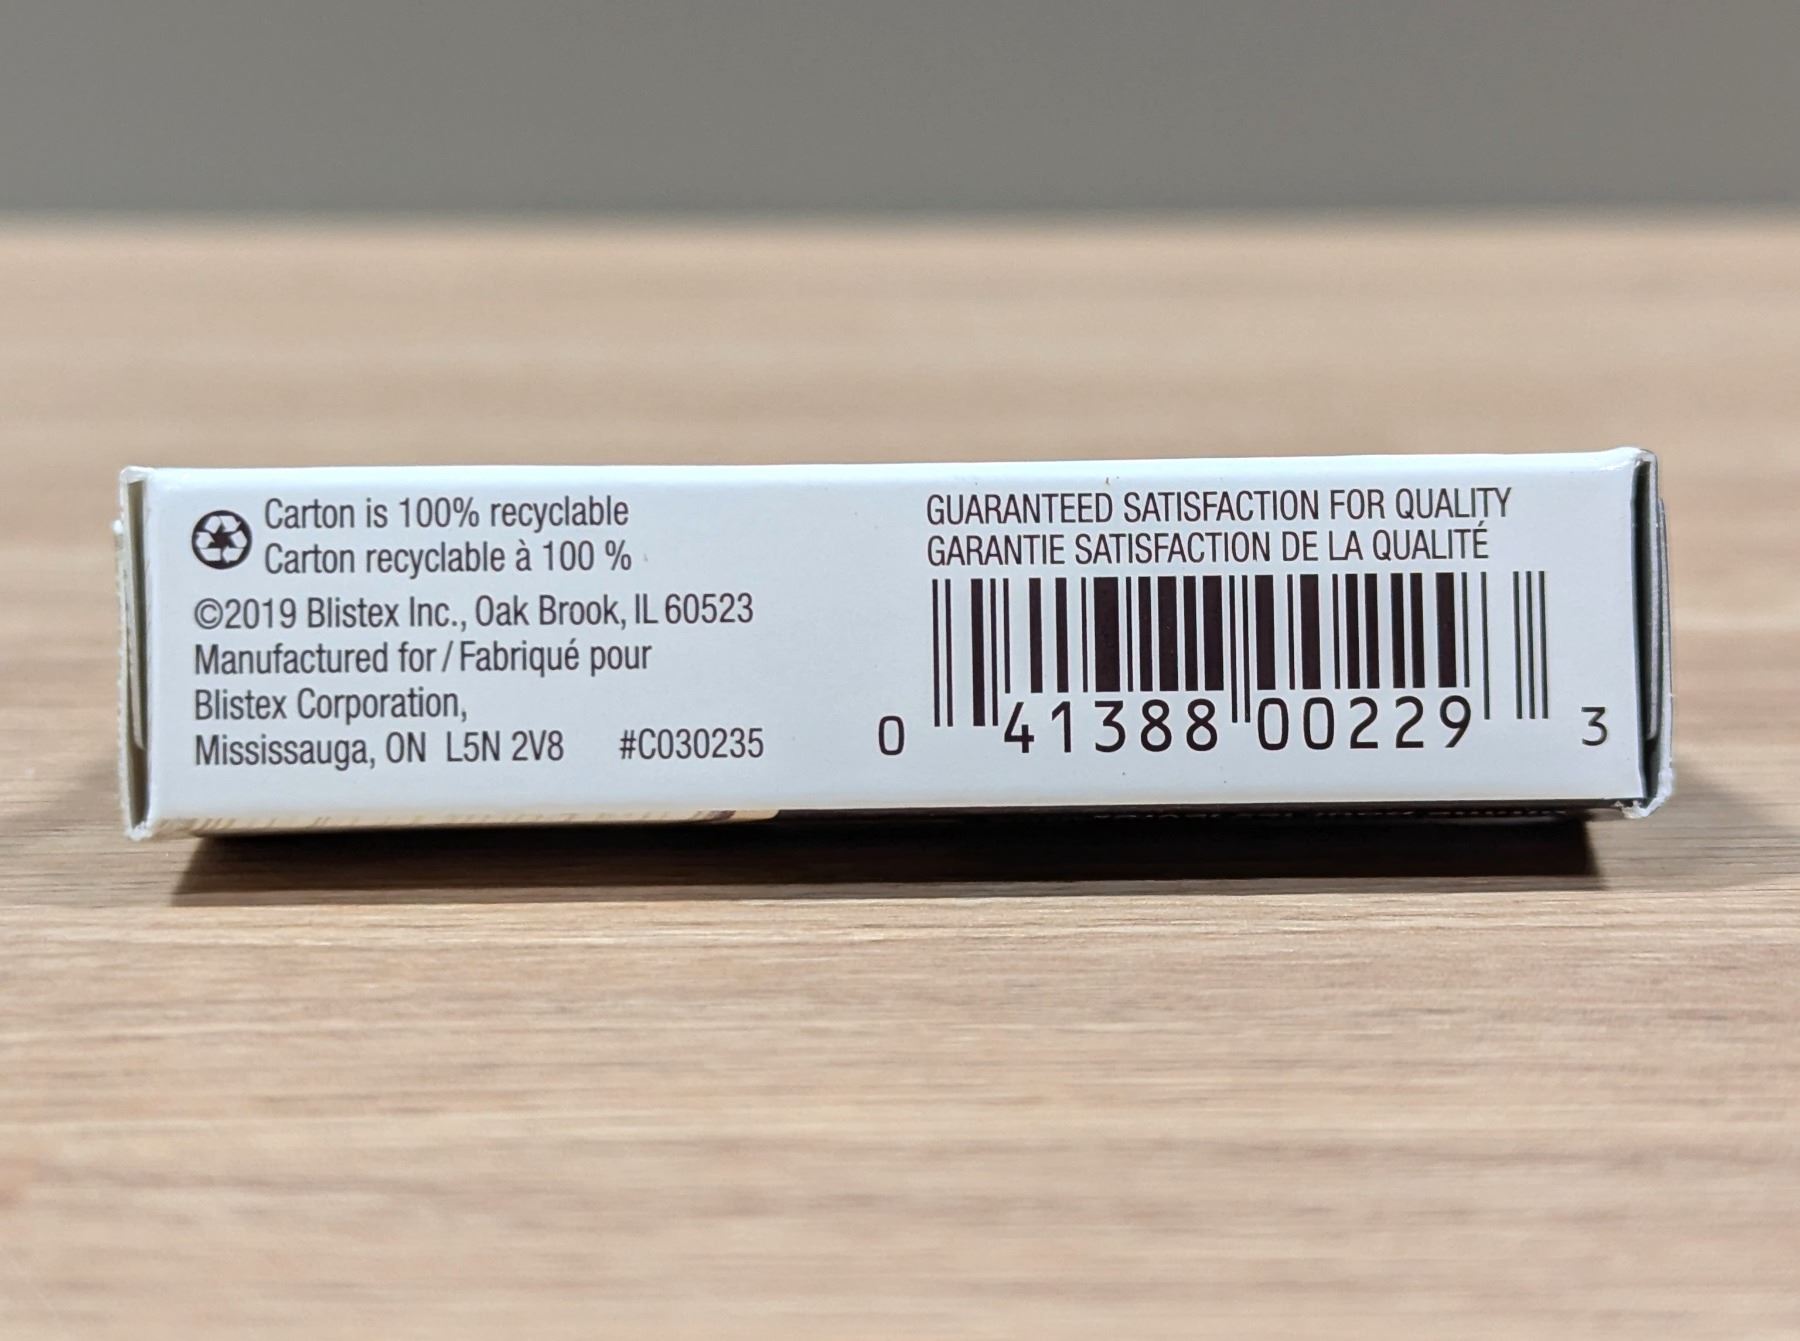 Carton is 100% recyclable
Carton recyclable à 100 %
©2019 Blistex Inc., Oak Brook, IL 60523
Manufactured for / Fabriqué pour
Blistex Corporation,
Mississauga, ON L5N 2V8 #C030235
GUARANTEED SATISFACTION FOR QUALITY
GARANTIE SATISFACTION DE LA QUALITÉ
0 41388 00229 3